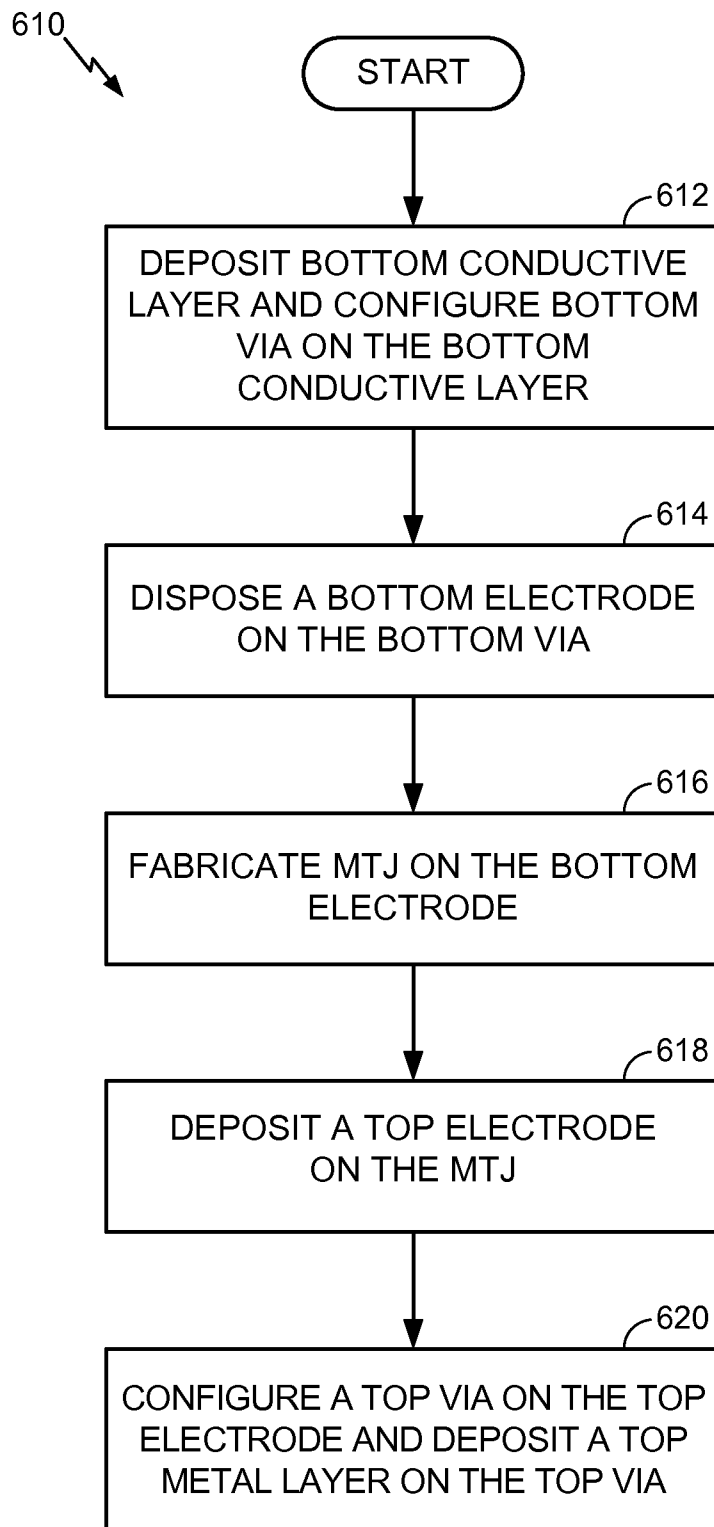 610
START
612
DEPOSIT BOTTOM CONDUCTIVE
LAYER AND CONFIGURE BOTTOM
VIA ON THE BOTTOM
CONDUCTIVE LAYER
614
DISPOSE A BOTTOM ELECTRODE
ON THE BOTTOM VIA
616
FABRICATE MTJ ON THE BOTTOM
ELECTRODE
618
DEPOSIT A TOP ELECTRODE
ON THE MTJ
620
CONFIGURE A TOP VIA ON THE TOP
ELECTRODE AND DEPOSIT A TOP
METAL LAYER ON THE TOP VIA